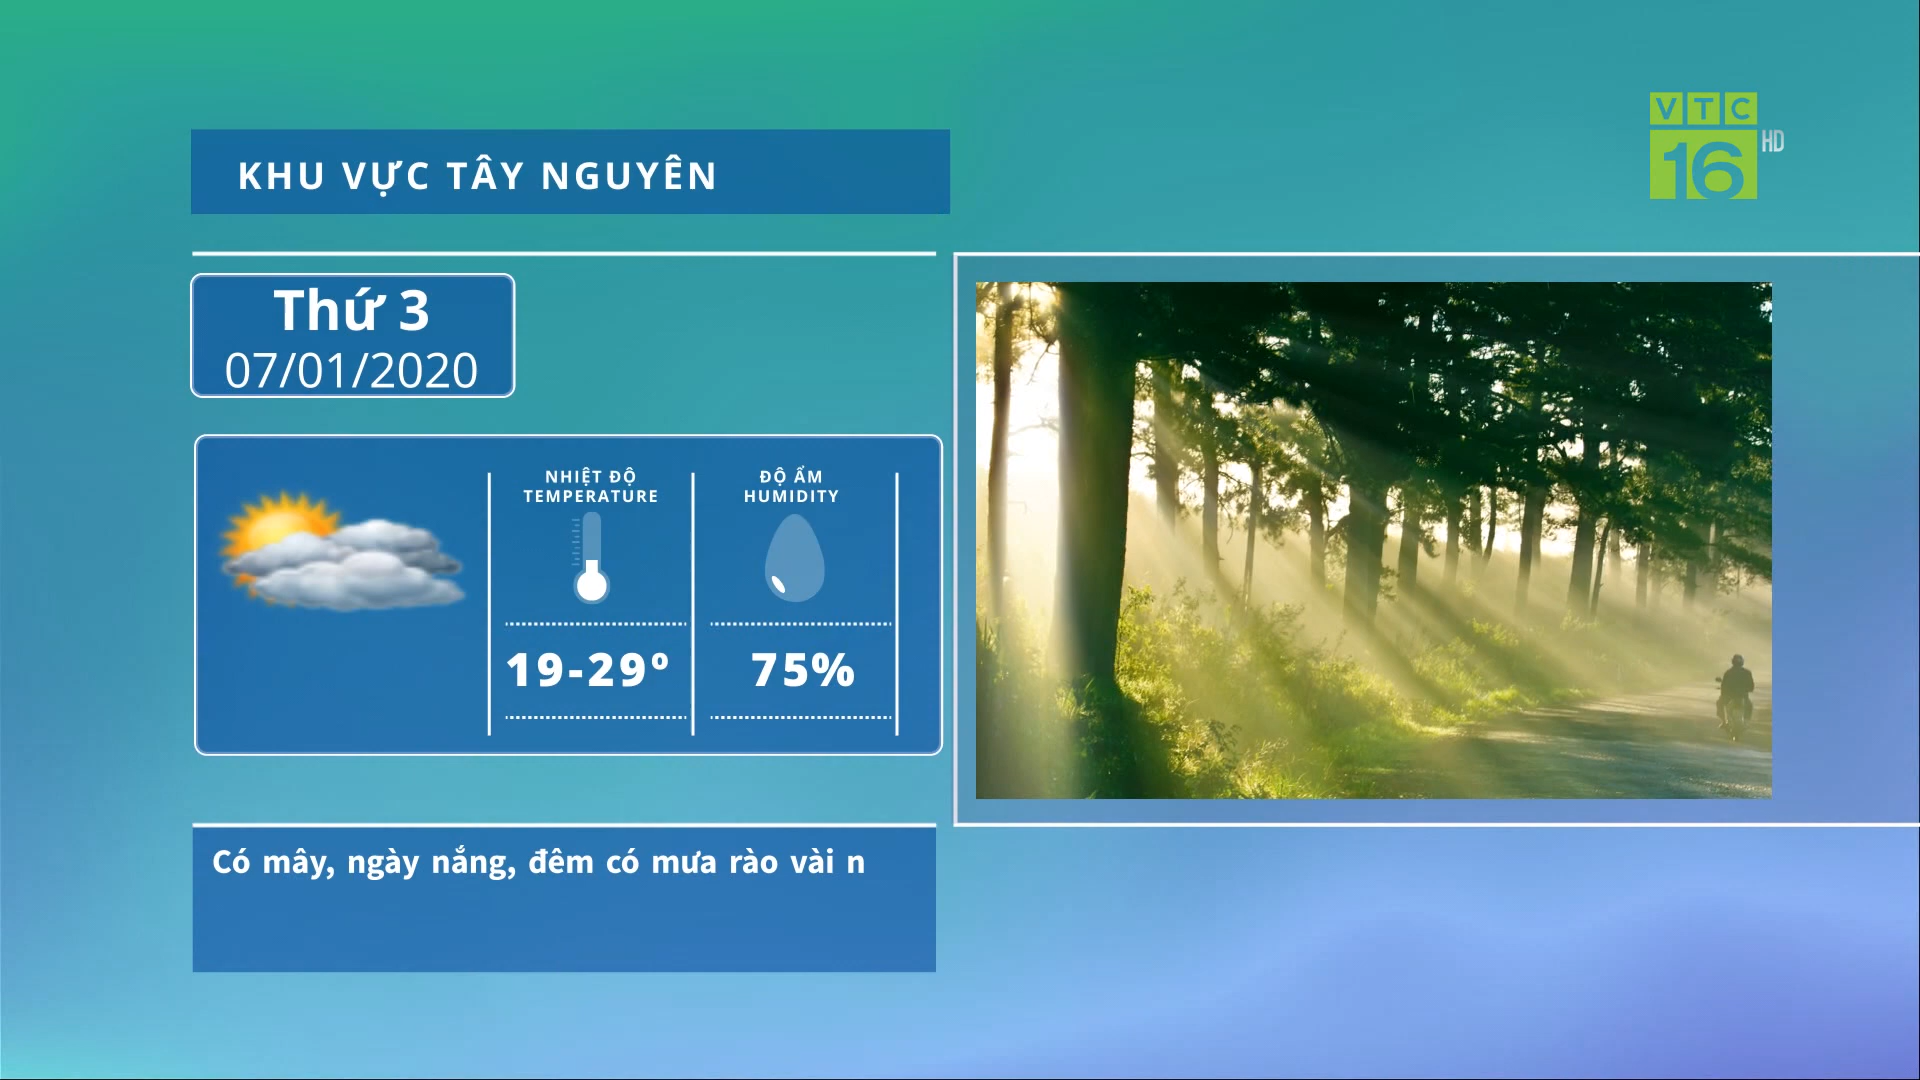 VTC
16 HD
KHU VỰC TÂY NGUYÊN
Thứ 3
07/01/2020
NHIỆT ĐỘ
TEMPERATURE
19-29º
ĐỘ ẨM
HUMIDITY
75%
Có mây, ngày nắng, đêm có mưa rào vài n